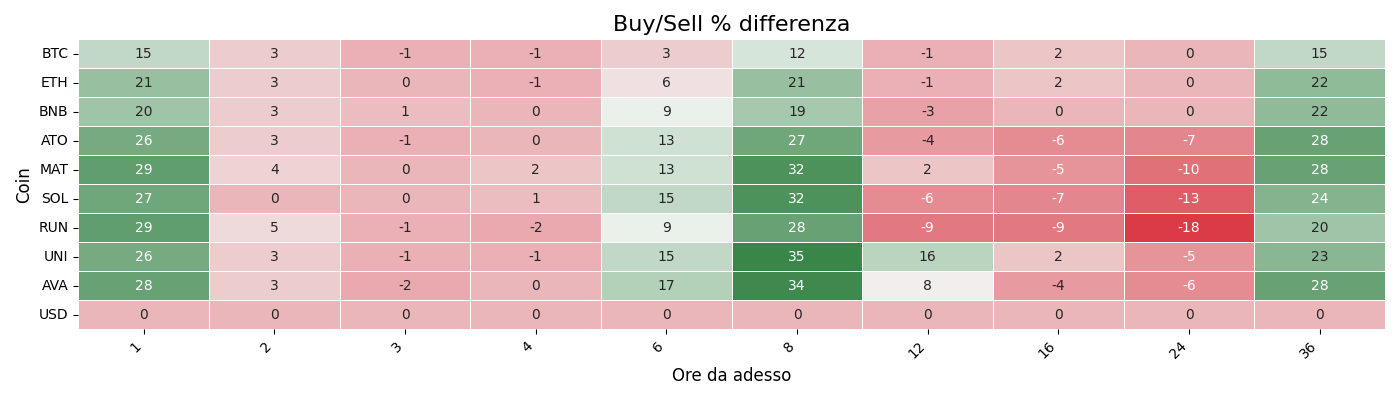 Buy/Sell % differenza
Coin
BTC 15 3 -1 -1 3 12 -1 2 0 15
ETH 21 3 0 -1 6 21 -1 2 0 22
BNB 20 3 1 0 9 19 -3 0 0 22
ATO 26 3 -1 0 13 27 -4 -6 -7 28
MAT 29 4 0 2 13 32 2 -5 -10 28
SOL 27 0 0 1 15 32 -6 -7 -13 24
RUN 29 5 -1 -2 9 28 -9 -9 -18 20
UNI 26 3 -1 -1 15 35 16 2 -5 23
AVA 28 3 -2 0 17 34 8 -4 -6 28
USD 0 0 0 0 0 0 0 0 0 0
1 2 3 4 6 8 12 16 24 36
Ore da adesso